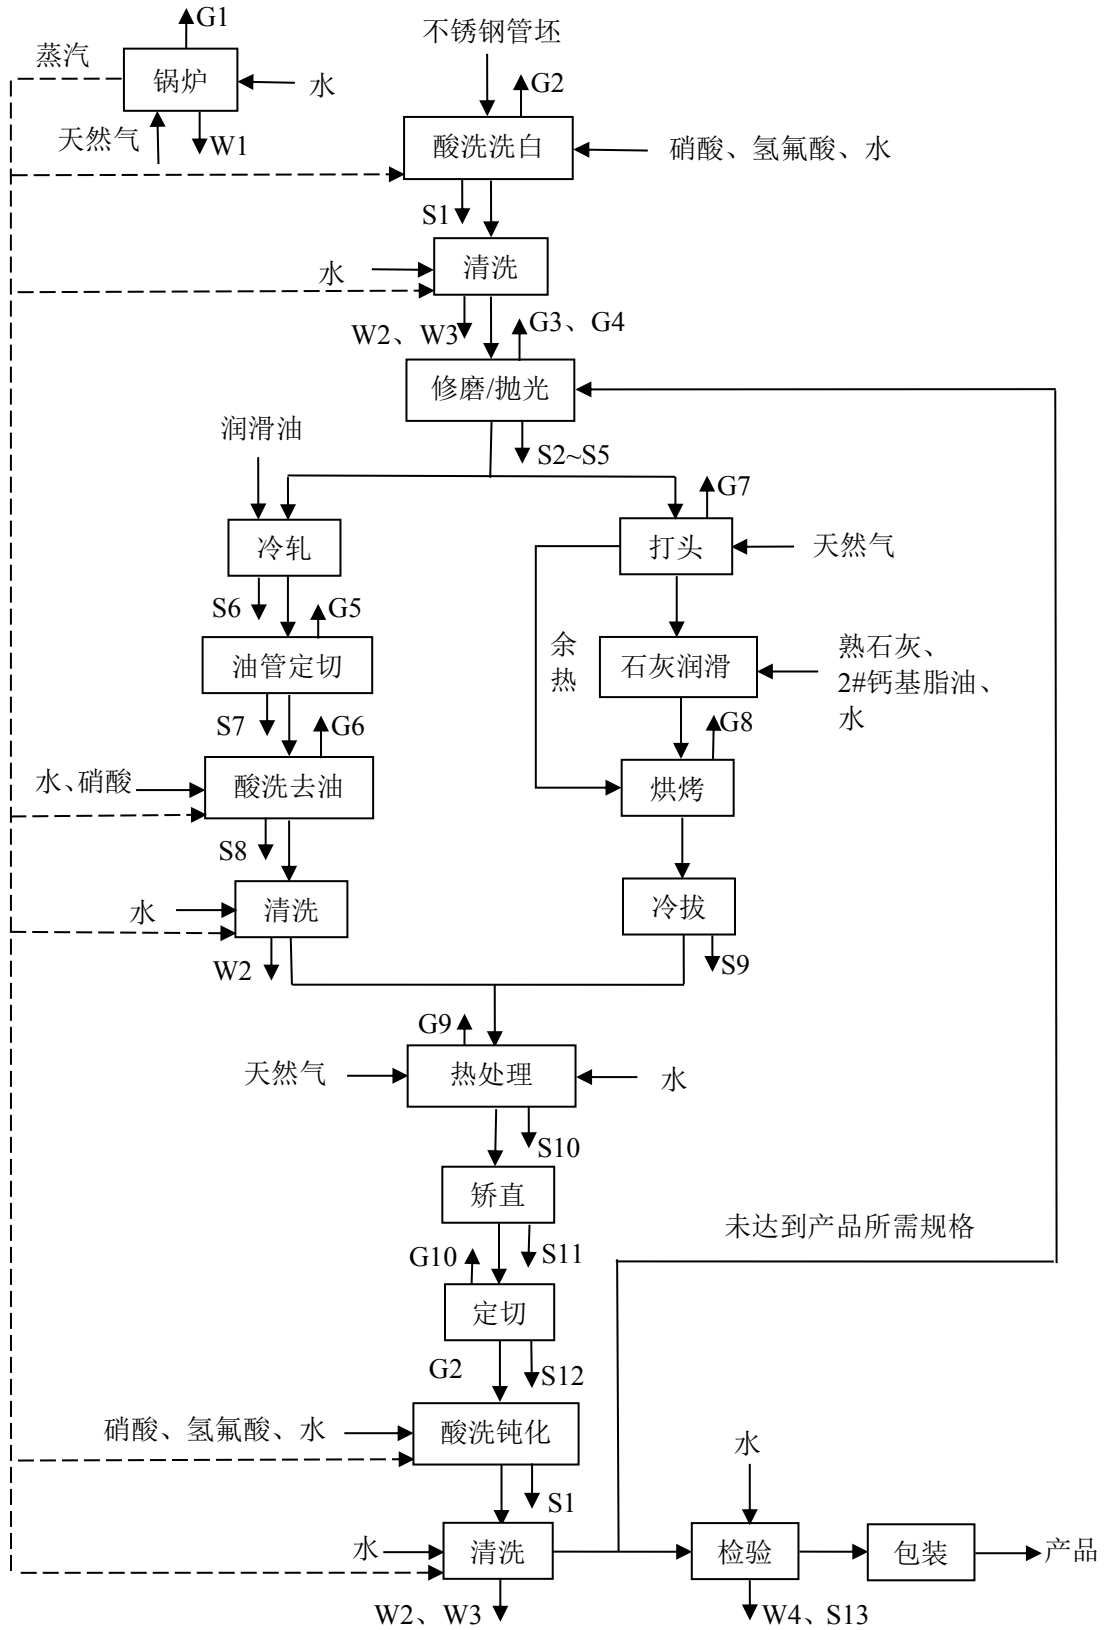 G1
不锈钢管坯
蒸汽
锅炉
水
G2
天然气
W1
酸洗洗白
硝酸、氢氟酸、水
S1
水
清洗
W2、W3
G3、G4
修磨/抛光
润滑油
S2~S5
G7
冷轧
打头
天然气
S6
G5
余热
油管定切
石灰润滑
熟石灰、
2#钙基脂油、
水
S7
G6
G8
水、硝酸
酸洗去油
烘烤
S8
水
清洗
冷拔
W2
S9
G9
天然气
热处理
水
S10
矫直
未达到产品所需规格
G10
S11
定切
G2
S12
硝酸、氢氟酸、水
酸洗钝化
水
S1
水
清洗
检验
包装
产品
W2、W3
W4、S13